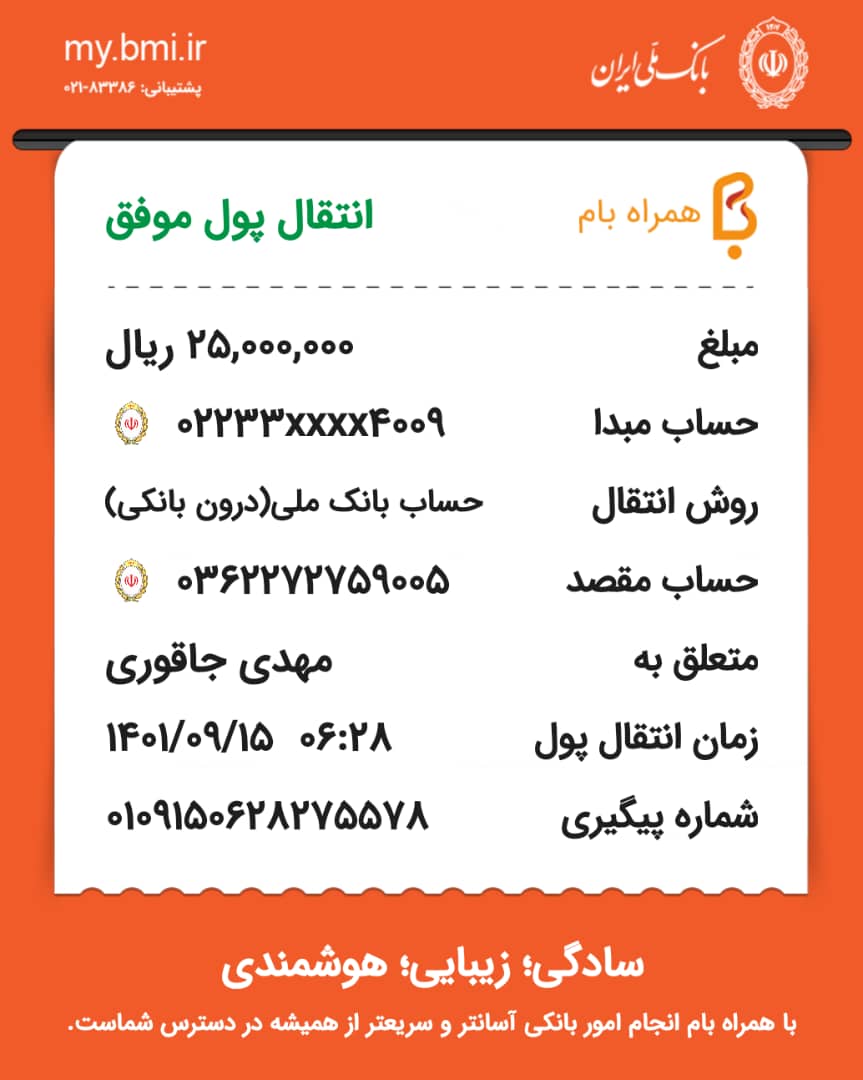 بانک ملی ایران
my.bmi.ir
پشتیبانی: ۸۳۳۸۶-۰۲۱
همراه بام
انتقال پول موفق
مبلغ ۲۵,۰۰۰,۰۰۰ ریال
حساب مبدا ۰۲۲۳۳xxxx۴۰۰۹
روش انتقال حساب بانک ملی(درون بانکی)
حساب مقصد ۰۳۶۲۲۷۲۷۵۹۰۰۵
متعلق به مهدی جاقوری
زمان انتقال پول ۰۶:۲۸ ۱۴۰۱/۰۹/۱۵
شماره پیگیری ۰۱۰۹۱۵۰۶۲۸۲۷۵۵۷۸
سادگی؛ زیبایی؛ هوشمندی
با همراه بام انجام امور بانکی آسانتر و سریعتر از همیشه در دسترس شماست.